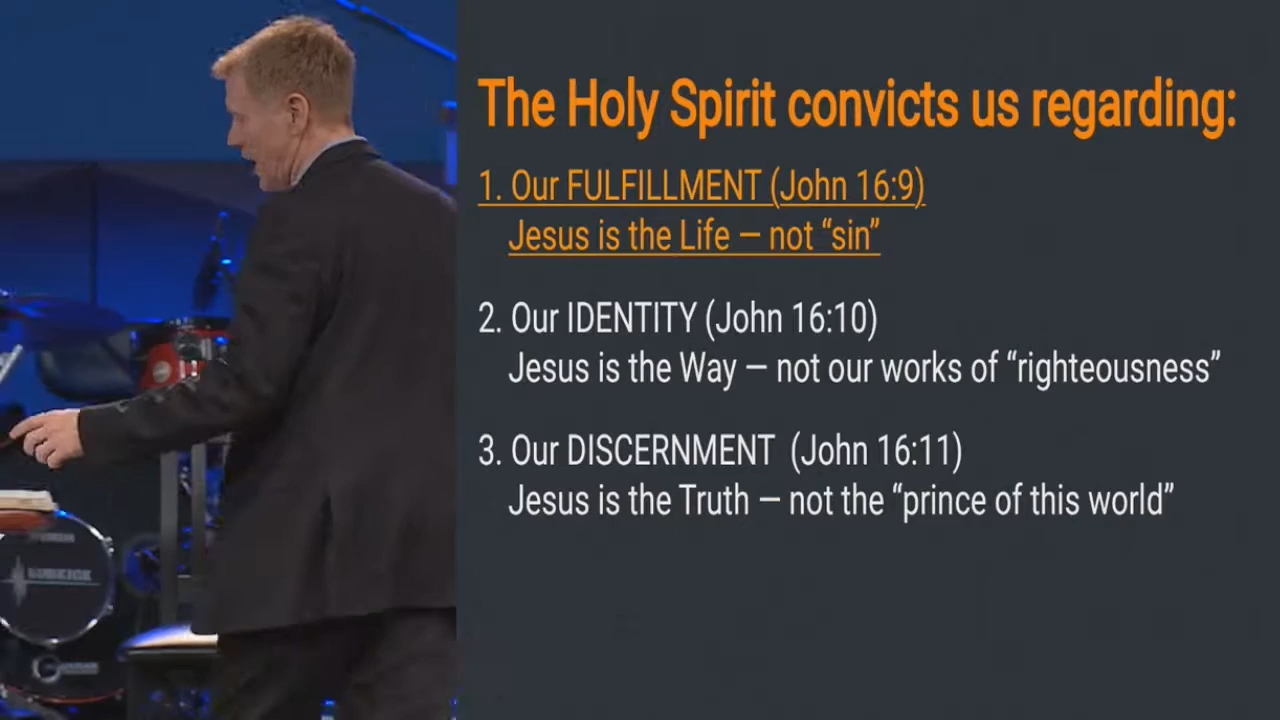 The Holy Spirit convicts us regarding:
1. Our FULFILLMENT (John 16:9)
Jesus is the Life – not “sin”
2. Our IDENTITY (John 16:10)
Jesus is the Way – not our works of “righteousness”
3. Our DISCERNMENT (John 16:11)
Jesus is the Truth – not the “prince of this world”